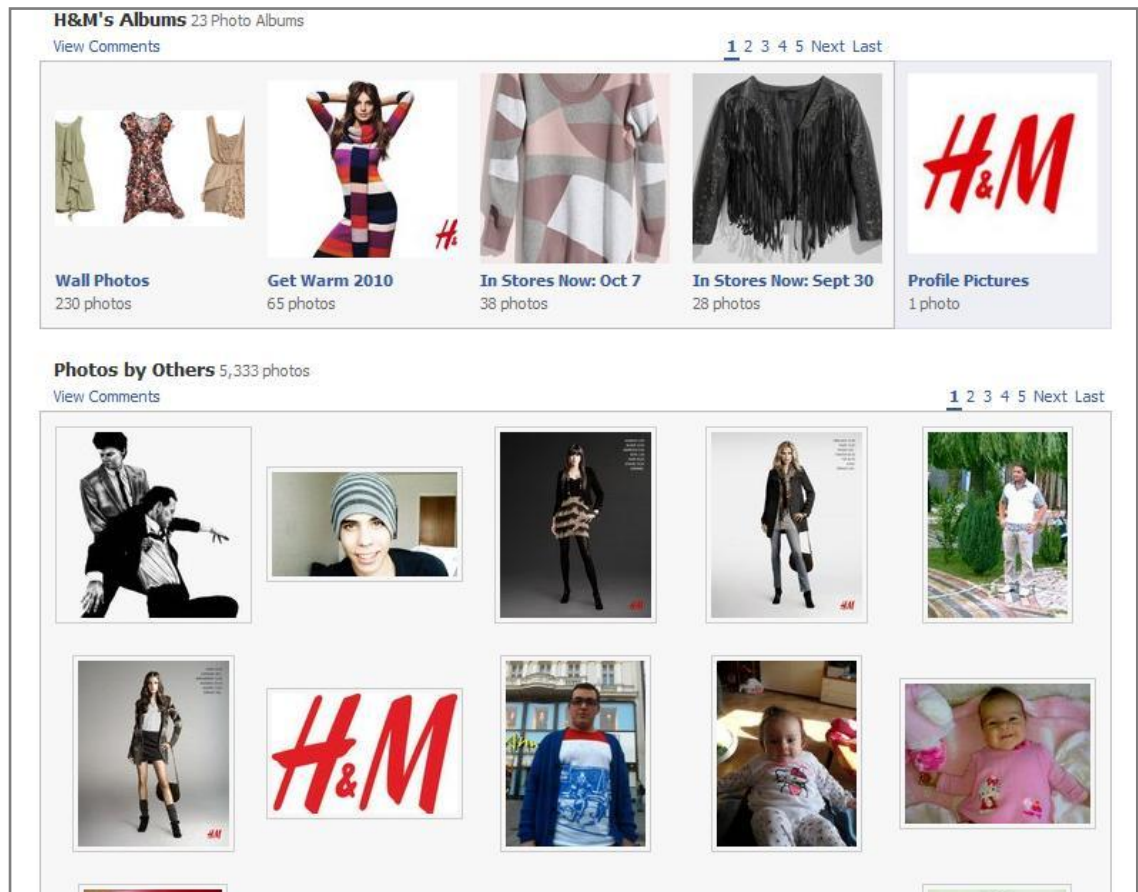 H&M's Albums 23 Photo Albums
View Comments
1 2 3 4 5 Next Last
H&M
H&M
Wall Photos
Get Warm 2010
In Stores Now: Oct 7
In Stores Now: Sept 30
Profile Pictures
230 photos
65 photos
38 photos
28 photos
1 photo
Photos by Others 5,333 photos
View Comments
1 2 3 4 5 Next Last
H&M
H&M
H&M
H&M